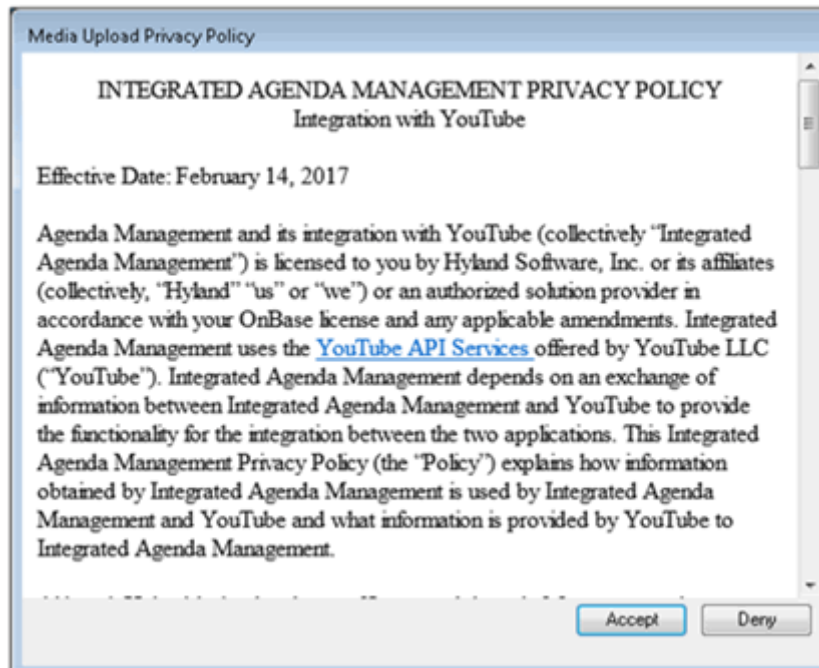 Media Upload Privacy Policy
INTEGRATED AGENDA MANAGEMENT PRIVACY POLICY
Integration with YouTube
Effective Date: February 14, 2017
Agenda Management and its integration with YouTube (collectively “Integrated
Agenda Management”) is licensed to you by Hyland Software, Inc. or its affiliates
(collectively, “Hyland” “us” or “we”) or an authorized solution provider in
accordance with your OnBase license and any applicable amendments. Integrated
Agenda Management uses the YouTube API Services offered by YouTube LLC
(“YouTube”). Integrated Agenda Management depends on an exchange of
information between Integrated Agenda Management and YouTube to provide
the functionality for the integration between the two applications. This Integrated
Agenda Management Privacy Policy (the “Policy”) explains how information
obtained by Integrated Agenda Management is used by Integrated Agenda
Management and YouTube and what information is provided by YouTube to
Integrated Agenda Management.
Accept Deny